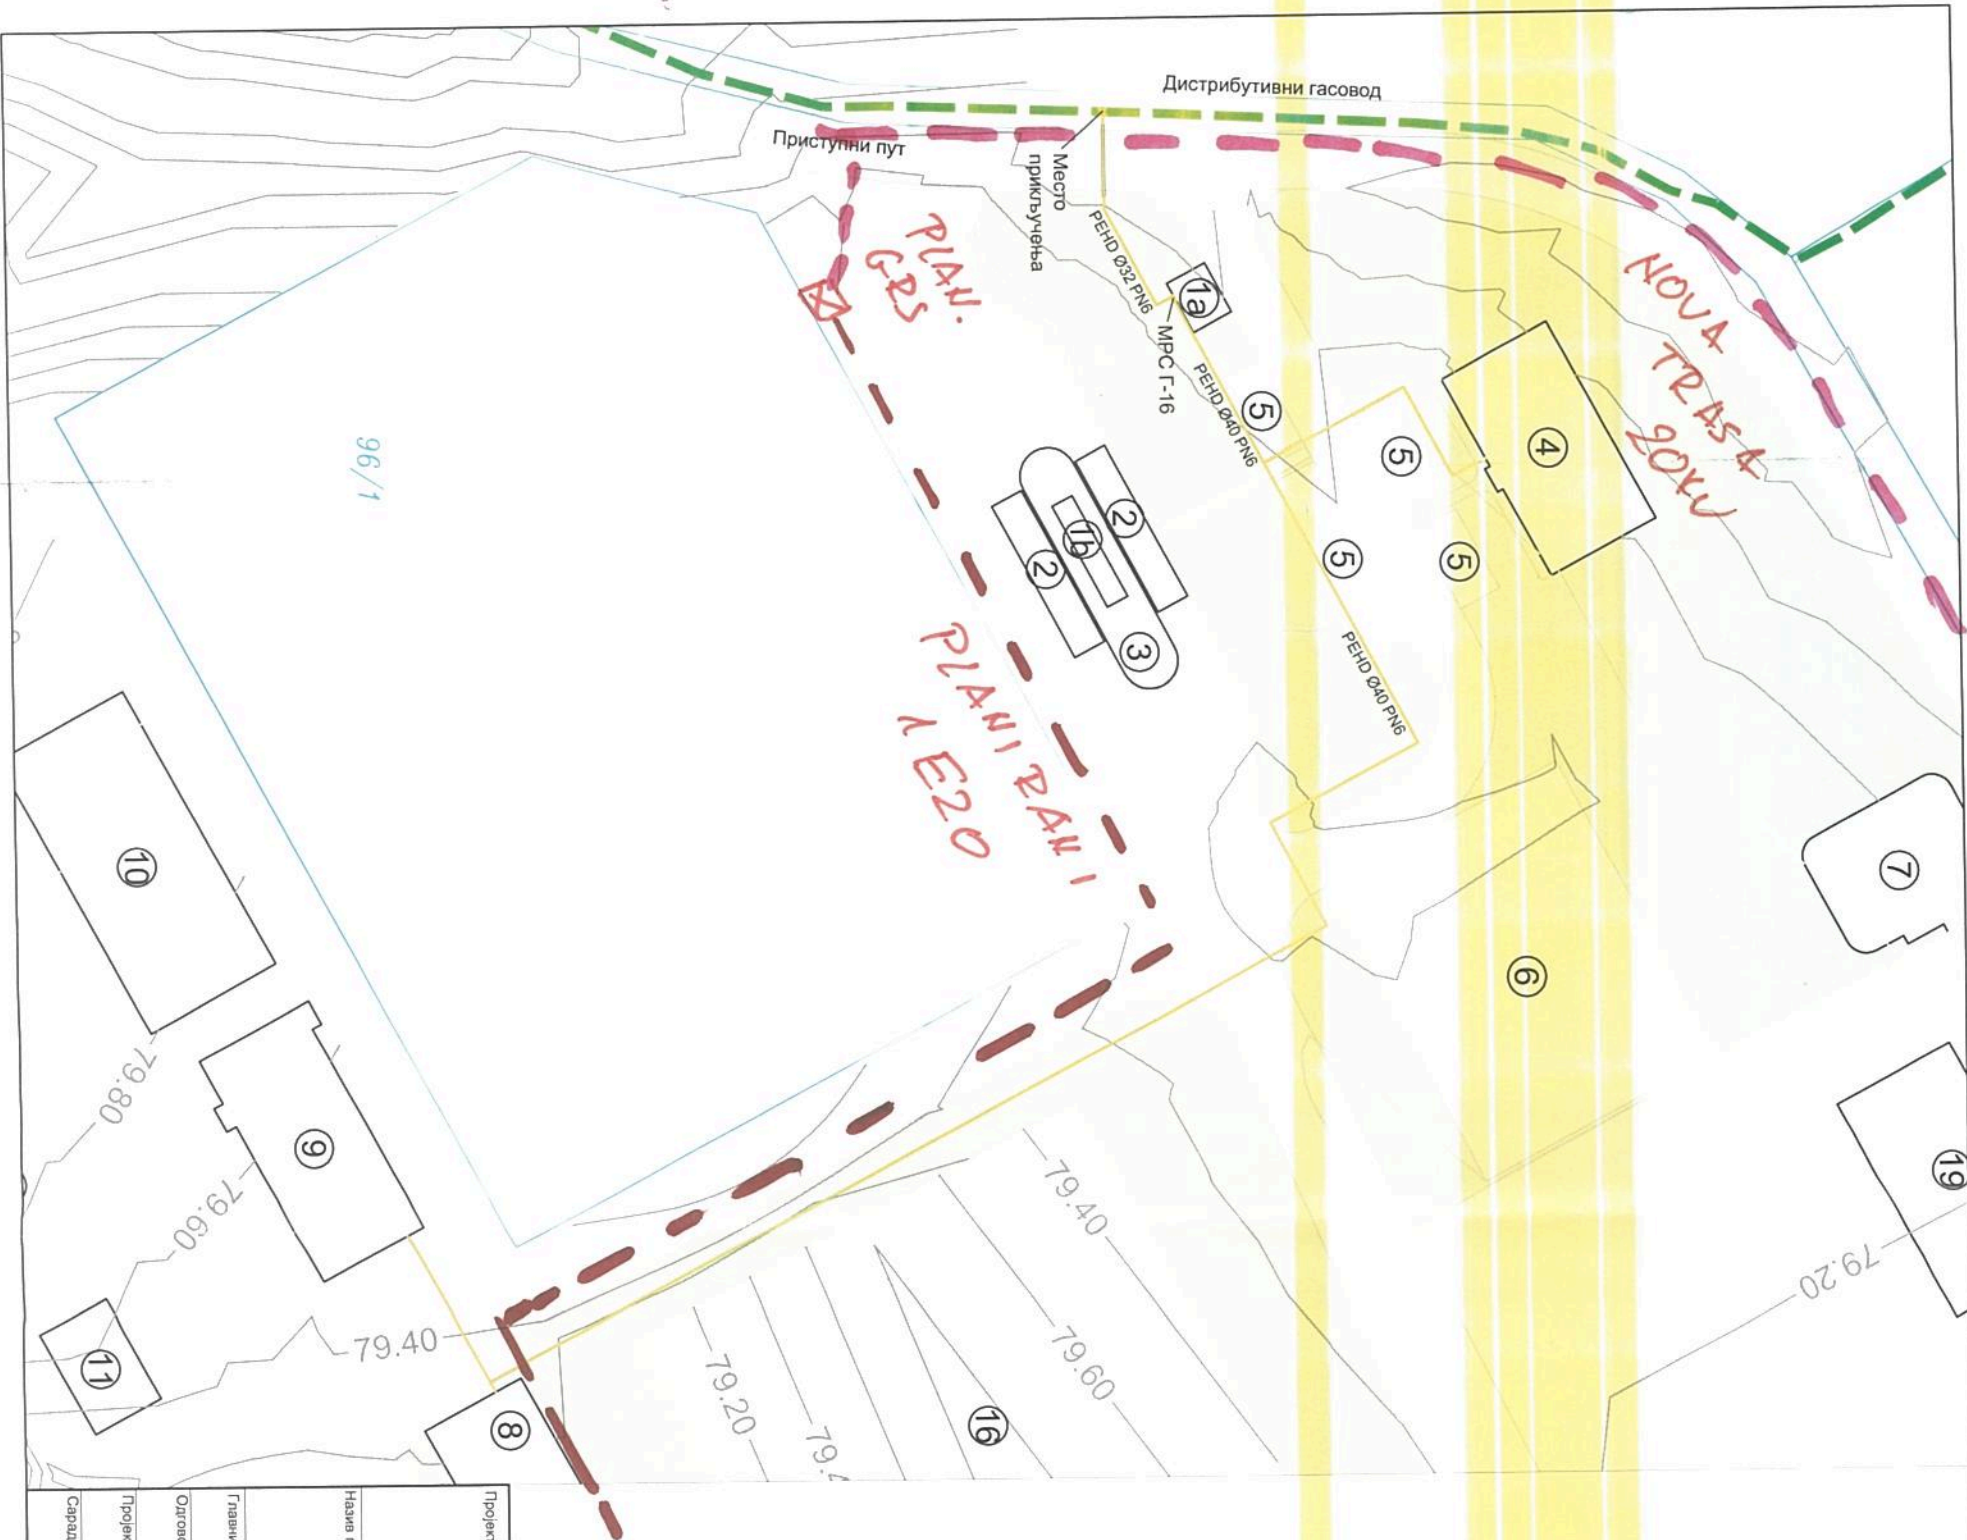 Дистрибутивни гасовод
Приступни пут
Место
прикључења
PEHD Ø32 PN6
1a
МРС Г-16
PEHD Ø40 PN6
PLAN.
GRS
NOVA
TRASA
20KV
5
5
5
5
4
96/1
2
1b
2
3
PEHD Ø40 PN6
PLANIRANI
1 E20
7
6
10
9
19
79.80
79.60
79.40
79.20
79.40
79.60
11
79.20
16
8